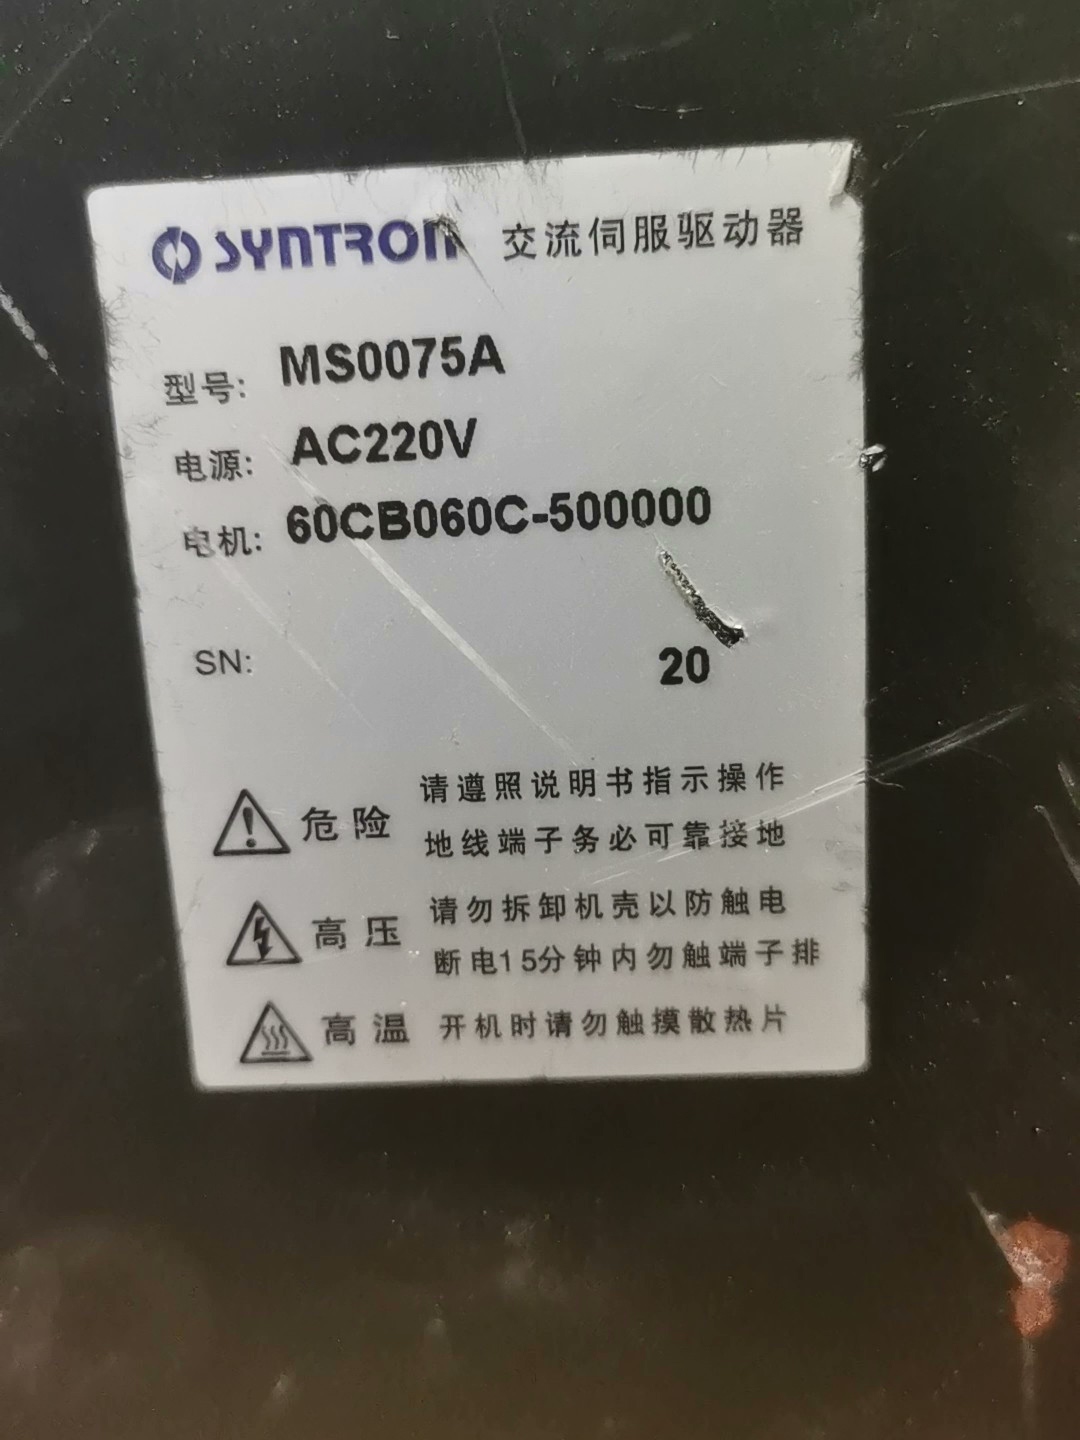 SYNTRON 交流伺服驱动器
型号: MS0075A
电源: AC220V
电机: 60CB060C-500000
SN: 20
危险 请遵照说明书指示操作
地线端子务必可靠接地
高压 请勿拆卸机壳以防触电
断电15分钟内勿触端子排
高温 开机时请勿触摸散热片